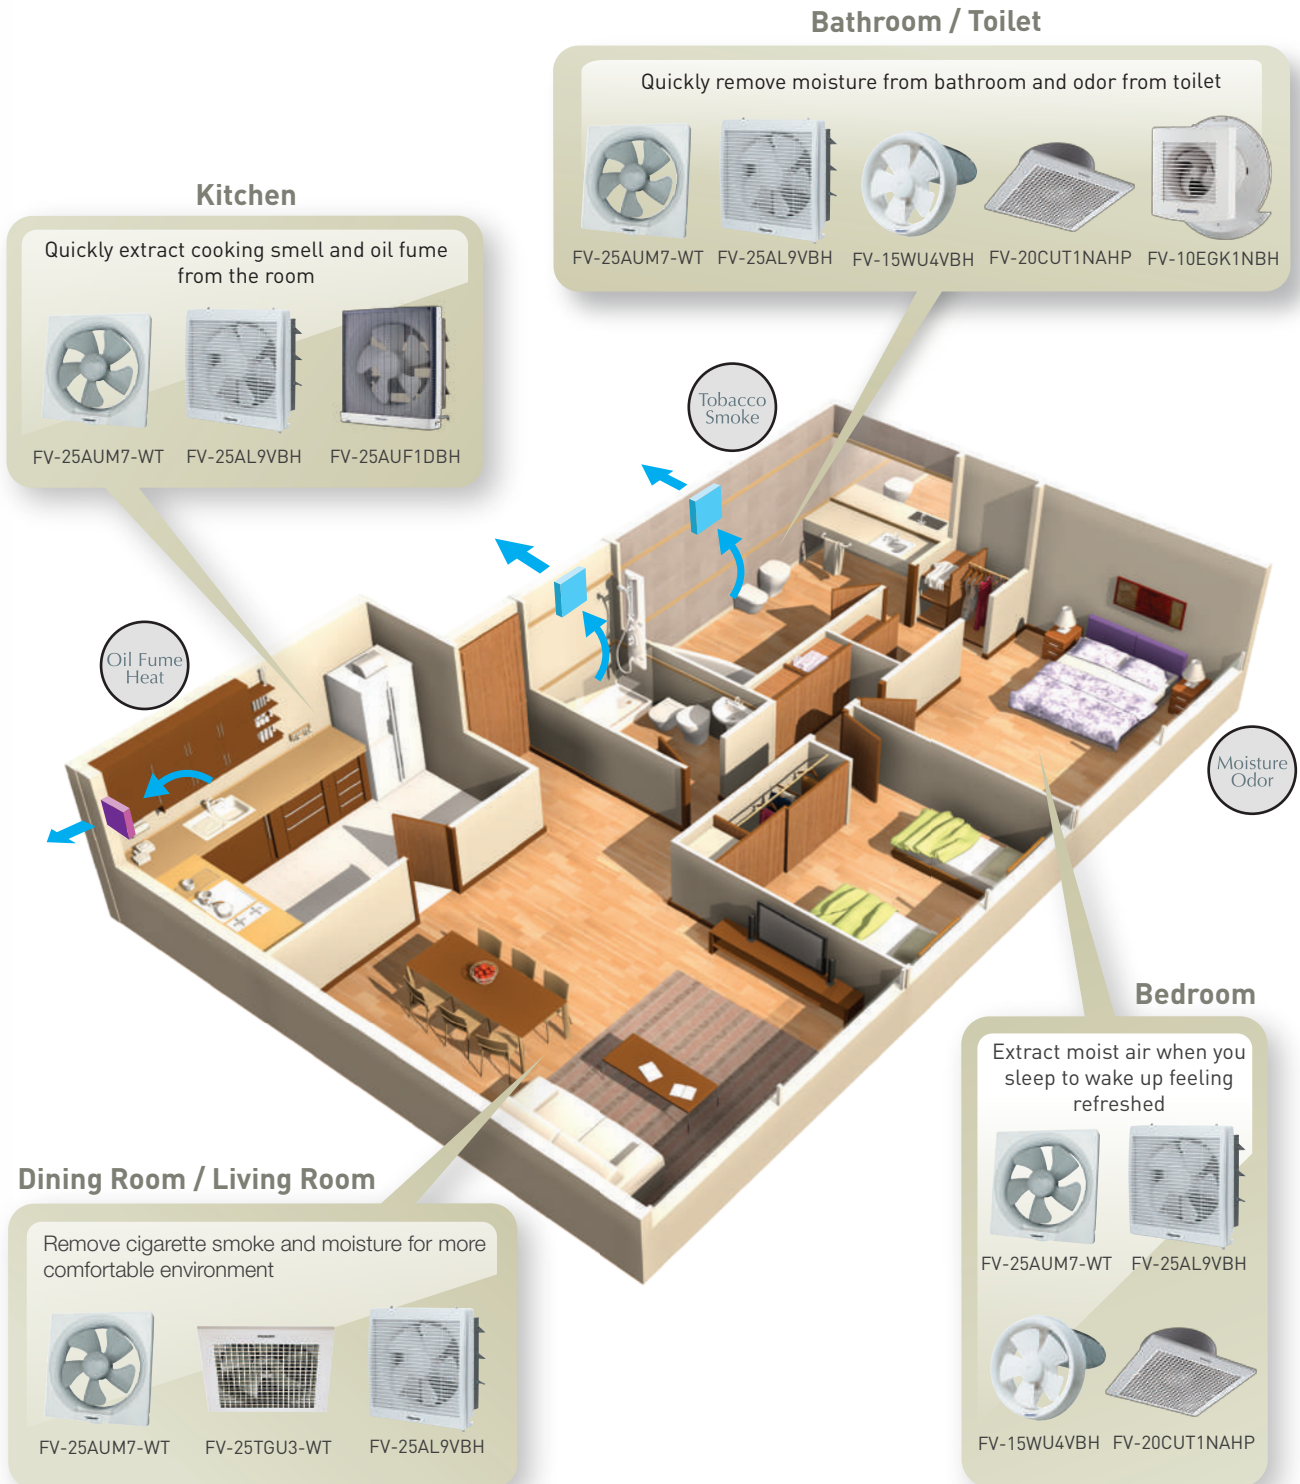 Bathroom / Toilet
Quickly remove moisture from bathroom and odor from toilet
FV-25AUM7-WT FV-25AL9VBH FV-15WU4VBH FV-20CUT1NAHP FV-10EGK1NBH
Kitchen
Quickly extract cooking smell and oil fume
from the room
FV-25AUM7-WT FV-25AL9VBH FV-25AUF1DBH
Tobacco
Smoke
Oil Fume
Heat
Moisture
Odor
Bedroom
Extract moist air when you
sleep to wake up feeling
refreshed
FV-25AUM7-WT FV-25AL9VBH
FV-15WU4VBH FV-20CUT1NAHP
Dining Room / Living Room
Remove cigarette smoke and moisture for more
comfortable environment
FV-25AUM7-WT FV-25TGU3-WT FV-25AL9VBH